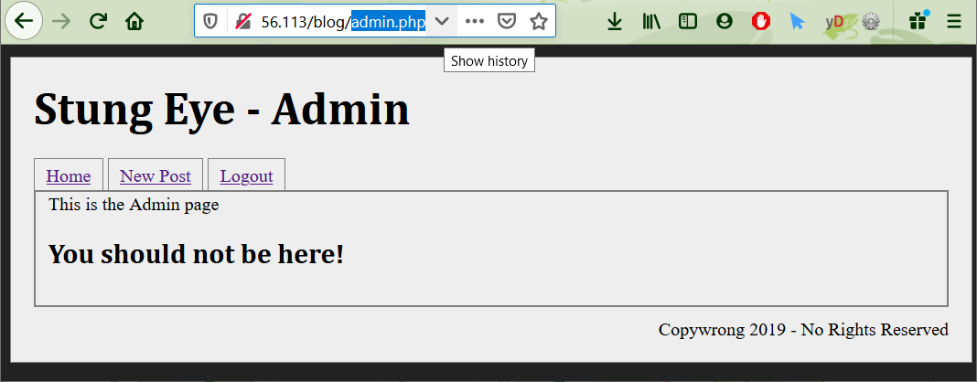 56.113/blog/admin.php
Show history
Stung Eye - Admin
Home New Post Logout
This is the Admin page
You should not be here!
Copywrong 2019 - No Rights Reserved